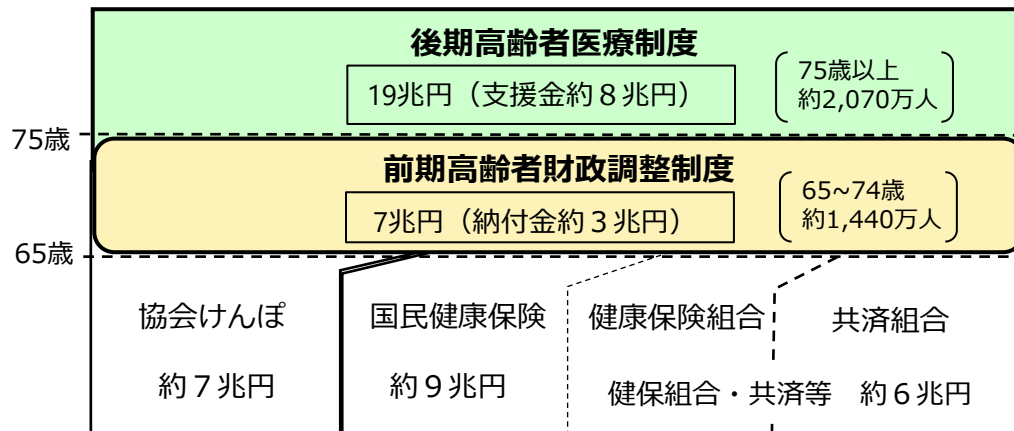 後期高齢者医療制度
19兆円（支援金約８兆円）
75歳以上
約2,070万人
75歳
前期高齢者財政調整制度
7兆円（納付金約３兆円）
65~74歳
約1,440万人
65歳
協会けんぽ
国民健康保険
健康保険組合
共済組合
約７兆円
約９兆円
健保組合・共済等　約６兆円